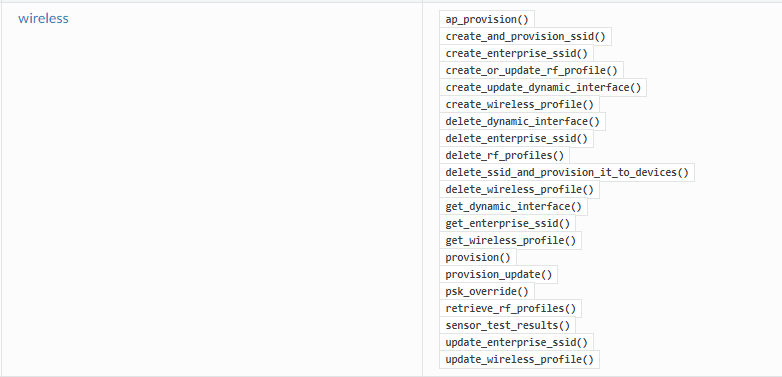 wireless
ap_provision()
create_and_provision_ssid()
create_enterprise_ssid()
create_or_update_rf_profile()
create_update_dynamic_interface()
create_wireless_profile()
delete_dynamic_interface()
delete_enterprise_ssid()
delete_rf_profiles()
delete_ssid_and_provision_it_to_devices()
delete_wireless_profile()
get_dynamic_interface()
get_enterprise_ssid()
get_wireless_profile()
provision()
provision_update()
psk_override()
retrieve_rf_profiles()
sensor_test_results()
update_enterprise_ssid()
update_wireless_profile()